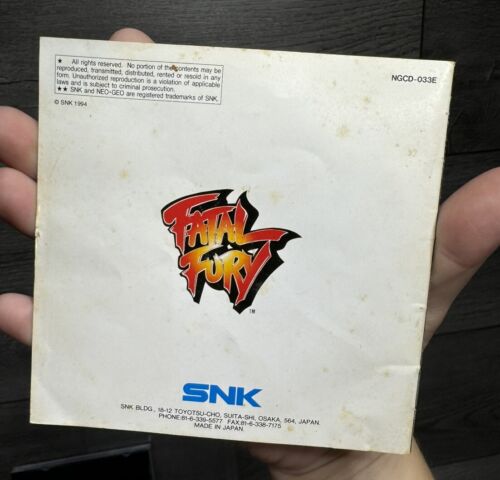 ★ All rights reserved. No portion of the contents may be
reproduced, transmitted, distributed, rented or resold in any
form. Unauthorized reproduction is a violation of applicable
laws and is subject to criminal prosecution.
★★ SNK and NEO-GEO are registered trademarks of SNK.
NGCD-033E
© SNK 1994
FATAL
FURY
TM
SNK
SNK BLDG., 18-12 TOYOTSU-CHO, SUITA-SHI, OSAKA, 564, JAPAN.
PHONE:81-6-339-5577 FAX:81-6-338-7175
MADE IN JAPAN